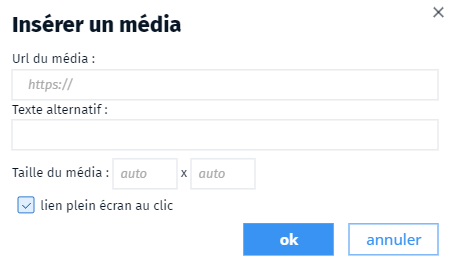 Insérer un média
Url du média :
https://
Texte alternatif :
Taille du média : auto x auto
lien plein écran au clic
ok annuler